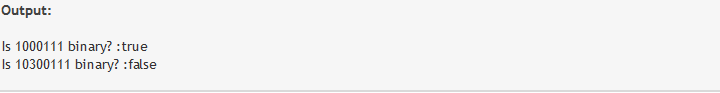 Output:
Is 1000111 binary? :true
Is 10300111 binary? :false